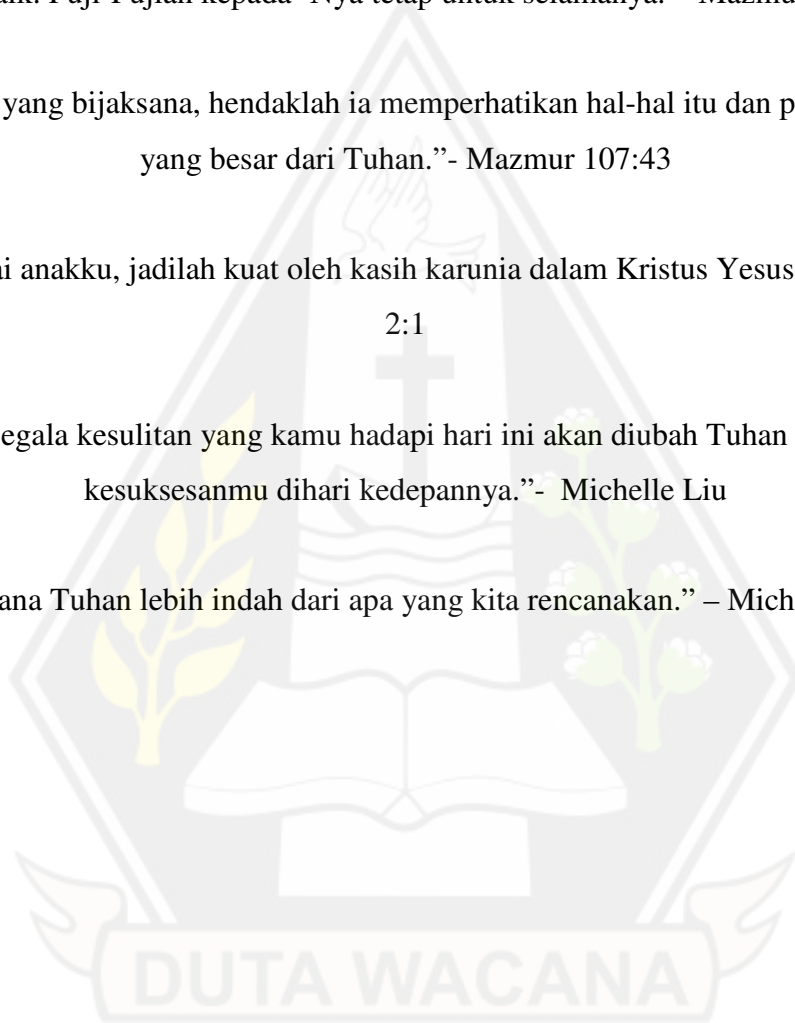 Puji-Pujian kepada-Nya tetap untuk selamanya.
yang bijaksana, hendaklah ia memperhatikan hal-hal itu dan
yang besar dari Tuhan.”- Mazmur 107:43
anakku, jadilah kuat oleh kasih karunia dalam Kristus Yesus
2:1
egala kesulitan yang kamu hadapi hari ini akan diubah Tuhan
kesuksesanmu dihari kedepannya.”- Michelle Liu
ana Tuhan lebih indah dari apa yang kita rencanakan.” – Mich
DUTA WACANA